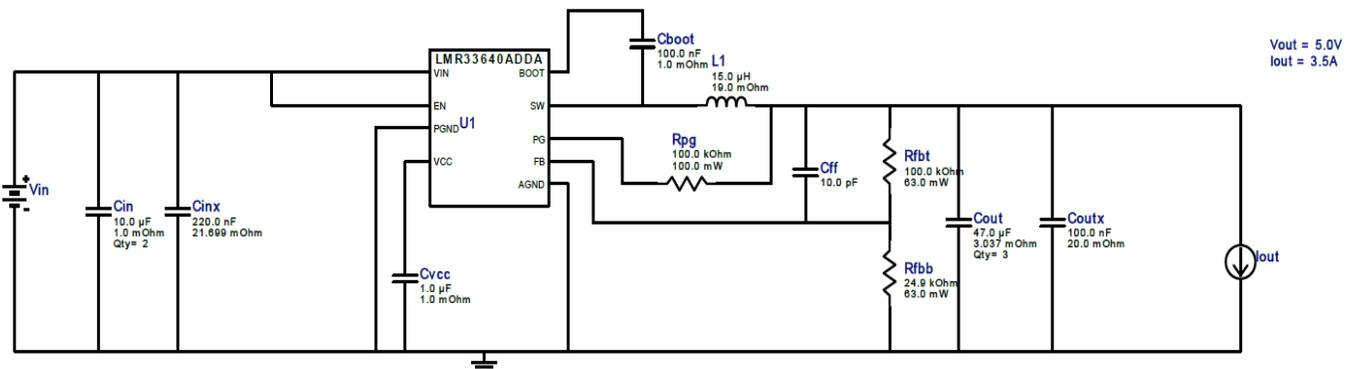 Cboot
100.0 nF
1.0 mOhm
L1
15.0 µH
19.0 mOhm
Vout = 5.0V
Iout = 3.5A
LMR33640ADDA
VIN
BOOT
EN
SW
PGND
U1
PG
VCC
FB
AGND
Rpg
100.0 kOhm
100.0 mW
Cff
10.0 pF
Rfbt
100.0 kOhm
63.0 mW
+
Vin
-
Cin
10.0 µF
1.0 mOhm
Qty= 2
Cinx
220.0 nF
21.699 mOhm
Cvcc
1.0 µF
1.0 mOhm
Rfbb
24.9 kOhm
63.0 mW
Cout
47.0 µF
3.037 mOhm
Qty= 3
Coutx
100.0 nF
20.0 mOhm
Iout